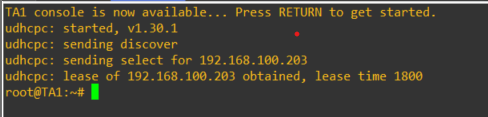 TA1 console is now available... Press RETURN to get started.
udhcpc: started, v1.30.1
udhcpc: sending discover
udhcpc: sending select for 192.168.100.203
udhcpc: lease of 192.168.100.203 obtained, lease time 1800
root@TA1:~#